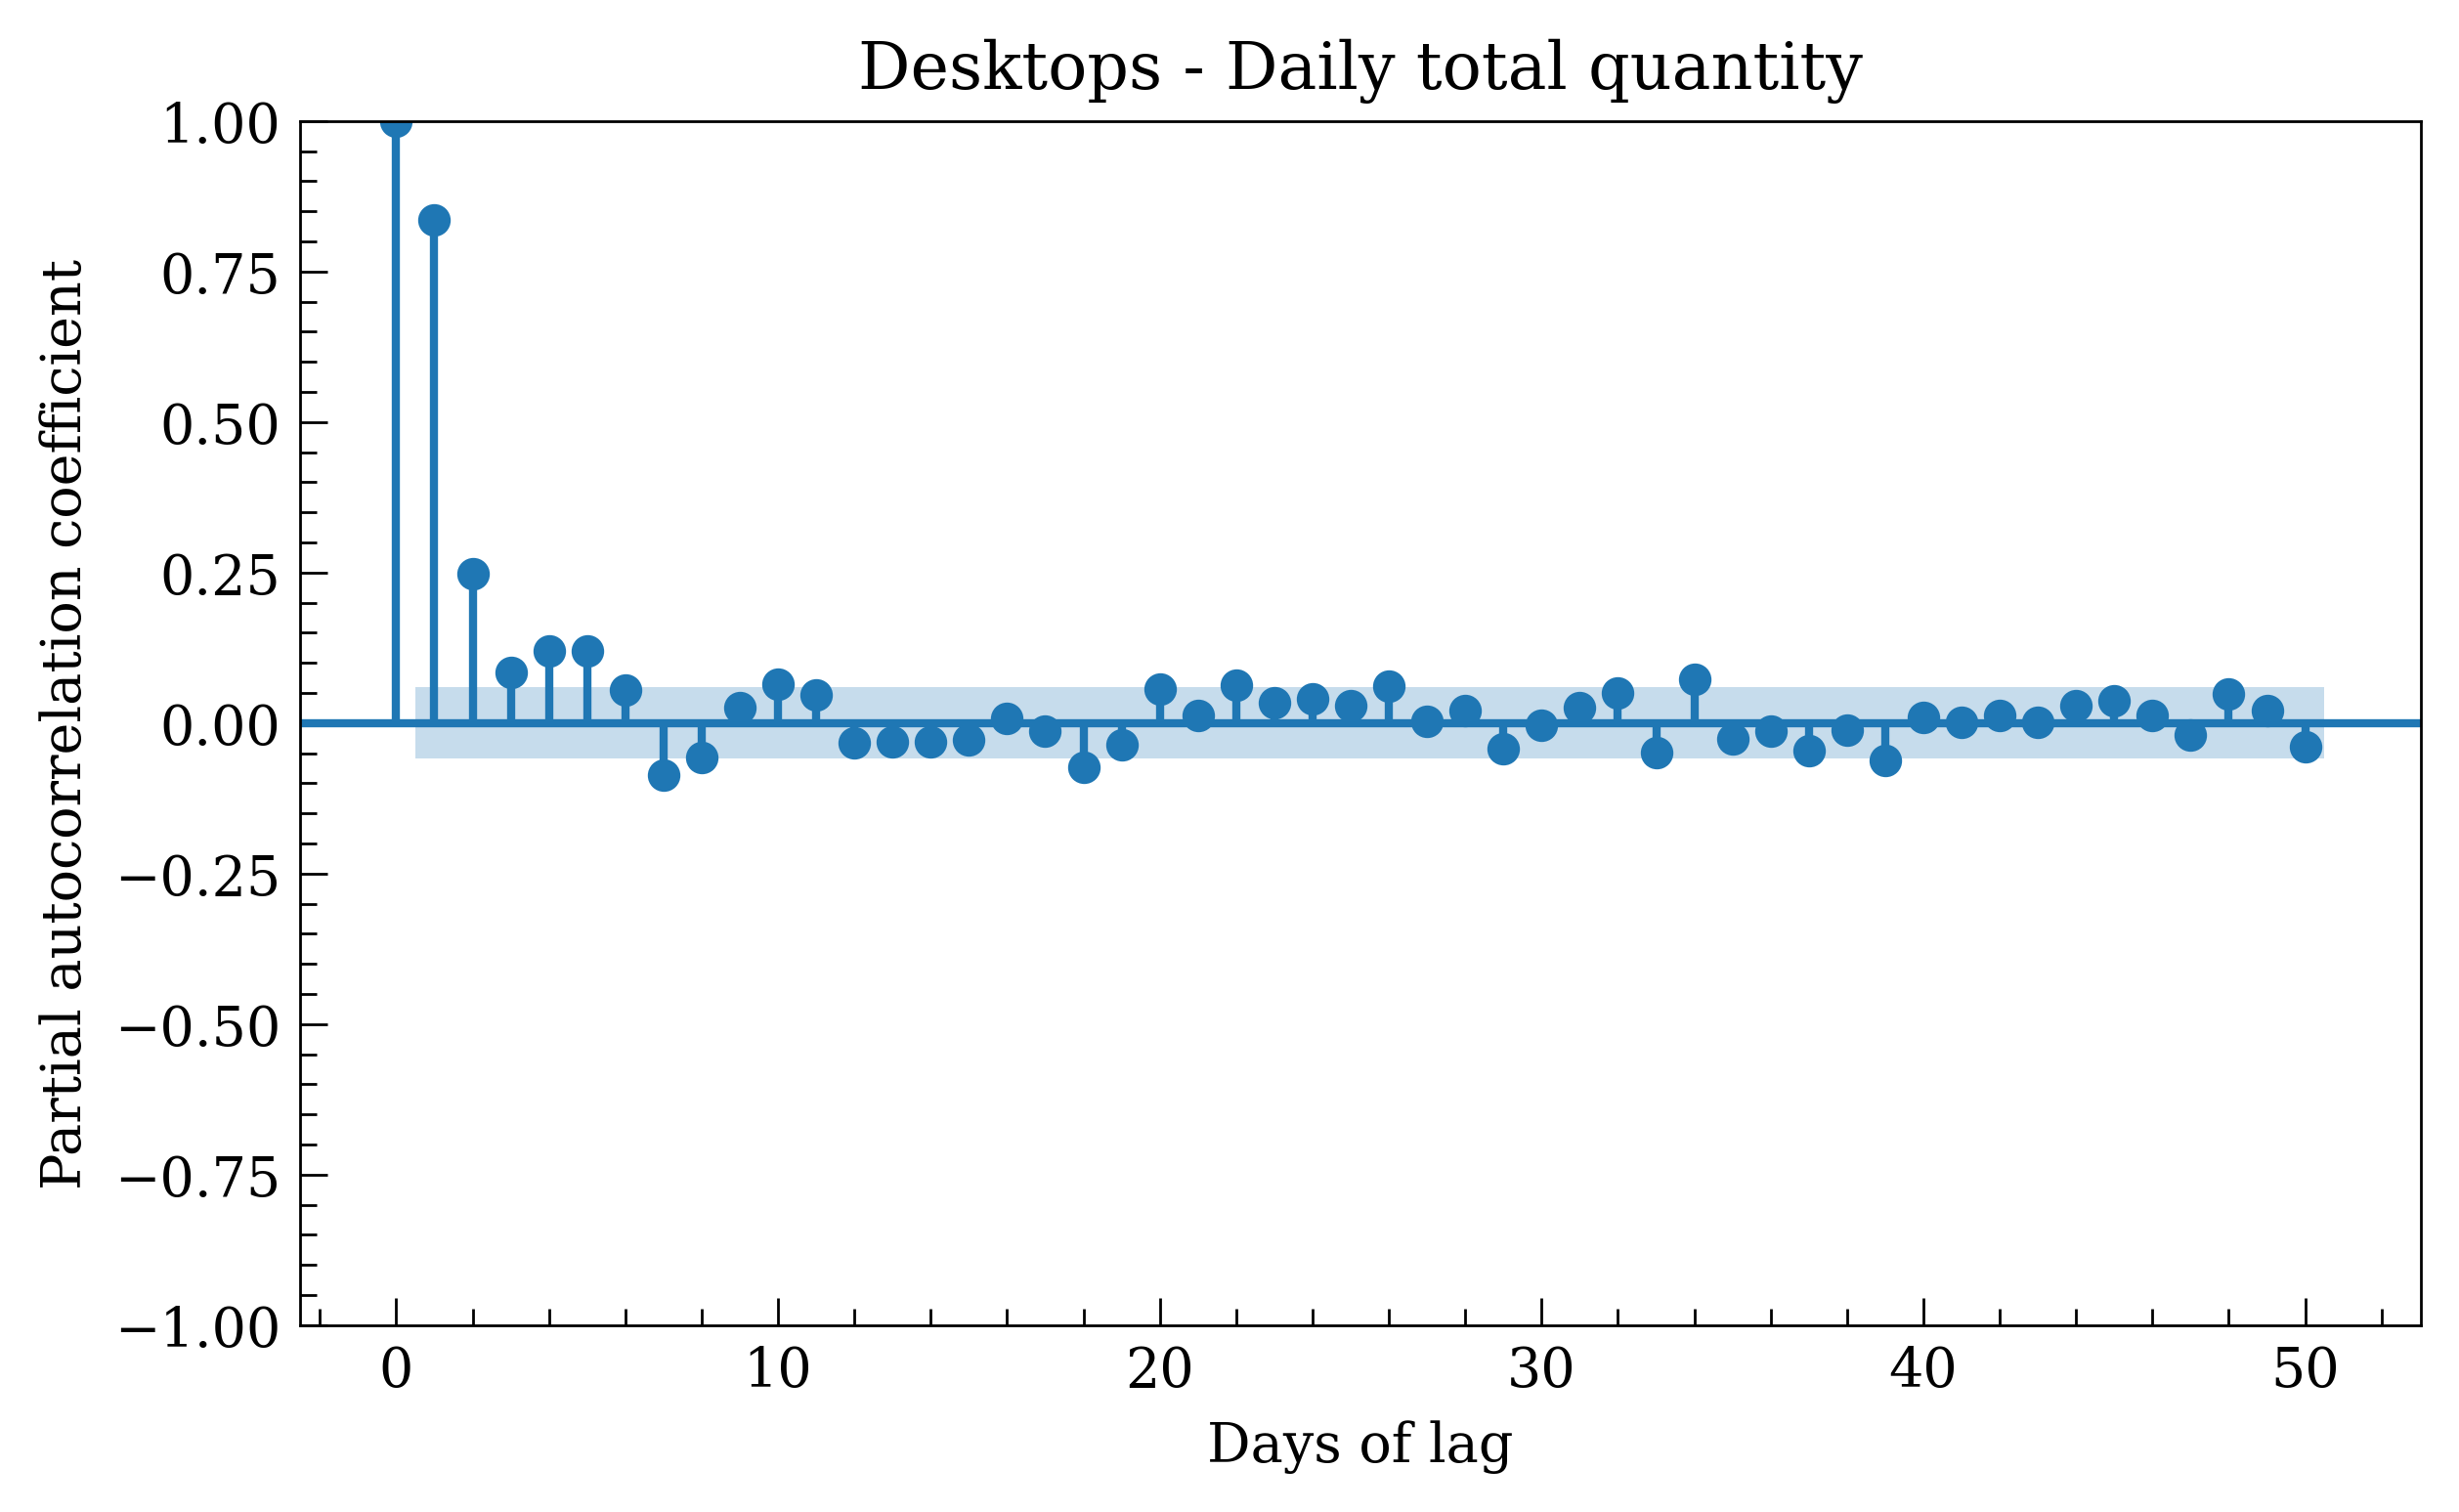 Desktops - Daily total quantity
Partial autocorrelation coefficient
1.00
0.75
0.50
0.25
0.00
−0.25
−0.50
−0.75
−1.00
0 10 20 30 40 50
Days of lag